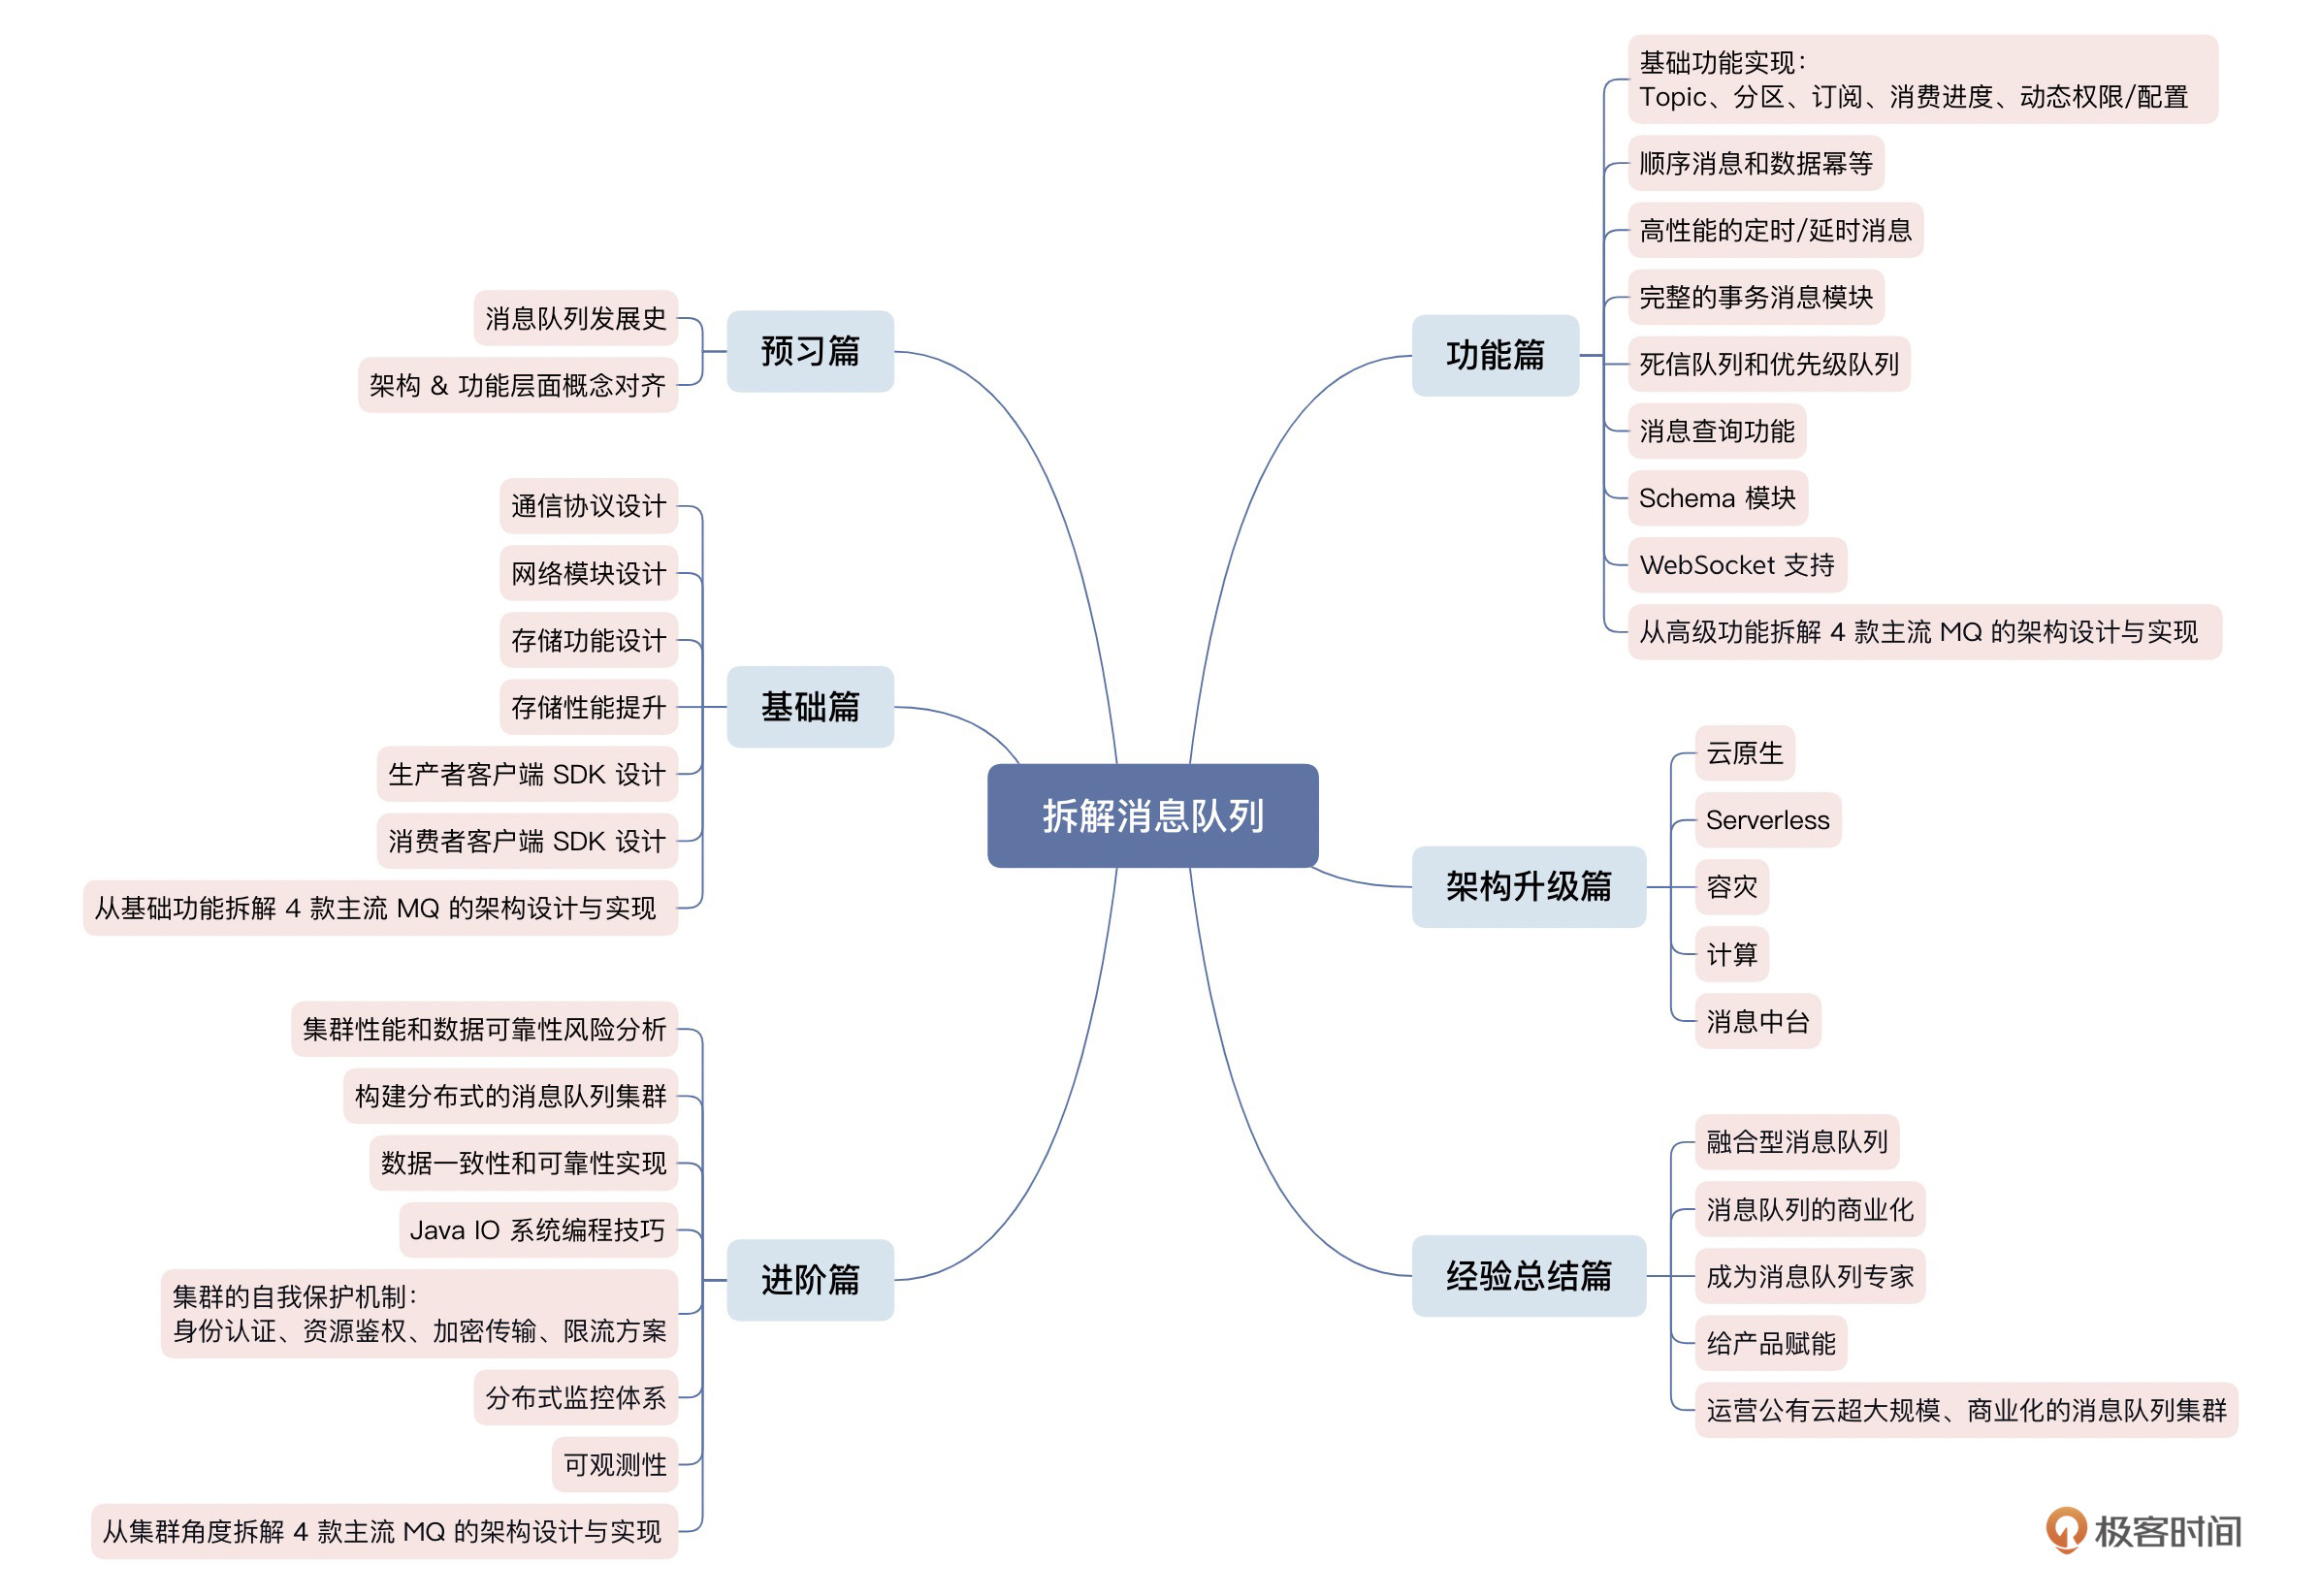 拆解消息队列
预习篇
消息队列发展史
架构 & 功能层面概念对齐
基础篇
通信协议设计
网络模块设计
存储功能设计
存储性能提升
生产者客户端 SDK 设计
消费者客户端 SDK 设计
从基础功能拆解 4 款主流 MQ 的架构设计与实现
进阶篇
集群性能和数据可靠性风险分析
构建分布式的消息队列集群
数据一致性和可靠性实现
Java IO 系统编程技巧
集群的自我保护机制：
身份认证、资源鉴权、加密传输、限流方案
分布式监控体系
可观测性
从集群角度拆解 4 款主流 MQ 的架构设计与实现
功能篇
基础功能实现：
Topic、分区、订阅、消费进度、动态权限/配置
顺序消息和数据幂等
高性能的定时/延时消息
完整的事务消息模块
死信队列和优先级队列
消息查询功能
Schema 模块
WebSocket 支持
从高级功能拆解 4 款主流 MQ 的架构设计与实现
架构升级篇
云原生
Serverless
容灾
计算
消息中台
经验总结篇
融合型消息队列
消息队列的商业化
成为消息队列专家
给产品赋能
运营公有云超大规模、商业化的消息队列集群
极客时间